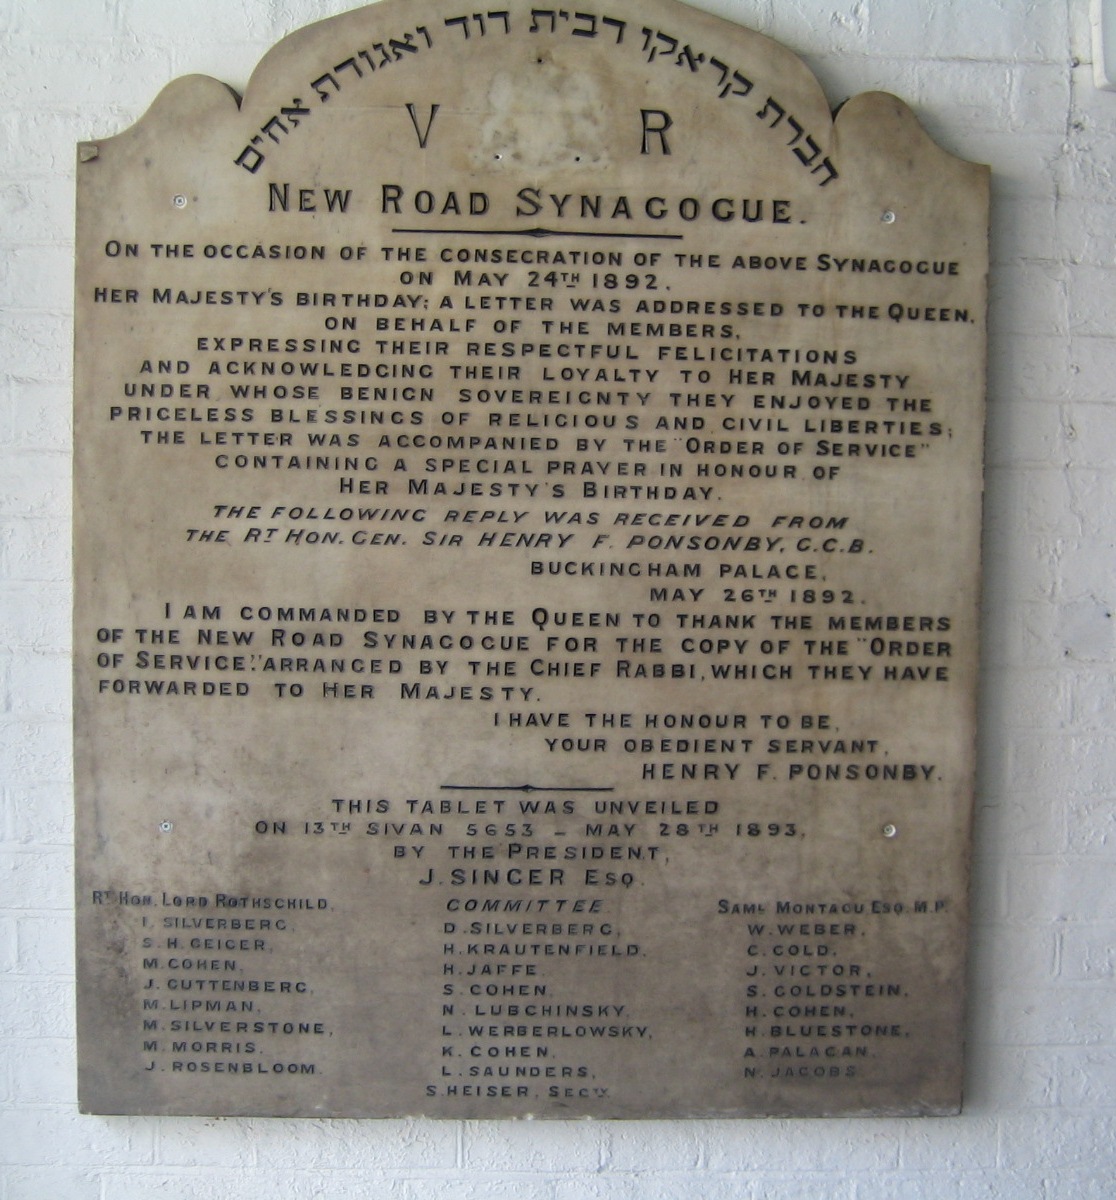 חברת קראקו דבית דוד ואגודת אחים
V R
NEW ROAD SYNAGOGUE.
ON THE OCCASION OF THE CONSECRATION OF THE ABOVE SYNAGOGUE
ON MAY 24TH 1892.
HER MAJESTY'S BIRTHDAY; A LETTER WAS ADDRESSED TO THE QUEEN,
ON BEHALF OF THE MEMBERS,
EXPRESSING THEIR RESPECTFUL FELICITATIONS
AND ACKNOWLEDGING THEIR LOYALTY TO HER MAJESTY
UNDER WHOSE BENIGN SOVEREIGNTY THEY ENJOYED THE
PRICELESS BLESSINGS OF RELIGIOUS AND CIVIL LIBERTIES;
THE LETTER WAS ACCOMPANIED BY THE "ORDER OF SERVICE"
CONTAINING A SPECIAL PRAYER IN HONOUR OF
HER MAJESTY'S BIRTHDAY.
THE FOLLOWING REPLY WAS RECEIVED FROM
THE RT HON. GEN. SIR HENRY F. PONSONBY, G.C.B.
BUCKINGHAM PALACE,
MAY 26TH 1892.
I AM COMMANDED BY THE QUEEN TO THANK THE MEMBERS
OF THE NEW ROAD SYNAGOGUE FOR THE COPY OF THE "ORDER
OF SERVICE," ARRANGED BY THE CHIEF RABBI, WHICH THEY HAVE
FORWARDED TO HER MAJESTY.
I HAVE THE HONOUR TO BE,
YOUR OBEDIENT SERVANT,
HENRY F. PONSONBY.
THIS TABLET WAS UNVEILED
ON 13TH SIVAN 5653 – MAY 28TH 1893,
BY THE PRESIDENT,
J. SINGER ESQ.
RT HON. LORD ROTHSCHILD,
I. SILVERBERG,
S. H. GEIGER,
M. COHEN,
J. GUTTENBERG,
M. LIPMAN,
M. SILVERSTONE,
M. MORRIS,
J. ROSENBLOOM.
COMMITTEE.
D. SILVERBERG,
H. KRAUTENFIELD,
H. JAFFE,
S. COHEN,
N. LUBCHINSKY,
L. WERBERLOWSKY,
K. COHEN,
L. SAUNDERS,
S. HEISER, SECY.
SAML MONTAGU ESQ. M.P.
W. WEBER,
C. GOLD,
J. VICTOR,
S. GOLDSTEIN,
H. COHEN,
H. BLUESTONE,
A. PALAGAN,
N. JACOBS